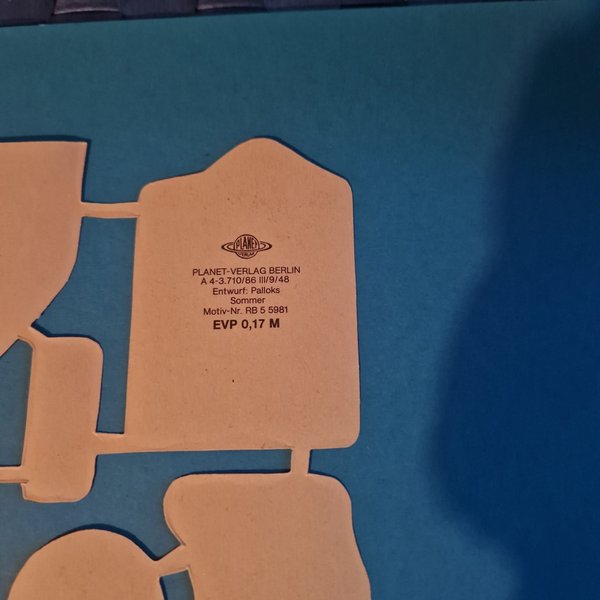 PLANET
VERLAG
PLANET-VERLAG BERLIN
A 4-3.710/86 III/9/48
Entwurf: Palloks
Sommer
Motiv-Nr. RB 5 5981
EVP 0,17 M